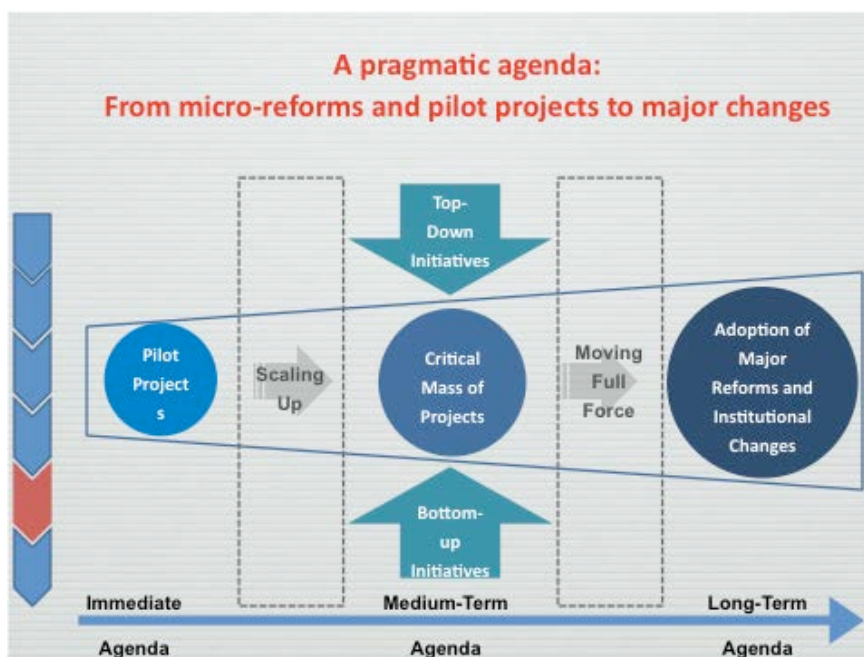 A pragmatic agenda:
From micro-reforms and pilot projects to major changes
Top-
Down
Initiatives
Pilot
Project
s
Scaling
Up
Critical
Mass of
Projects
Moving
Full
Force
Adoption of
Major
Reforms and
Institutional
Changes
Bottom-
up
Initiatives
Immediate
Agenda
Medium-Term
Agenda
Long-Term
Agenda